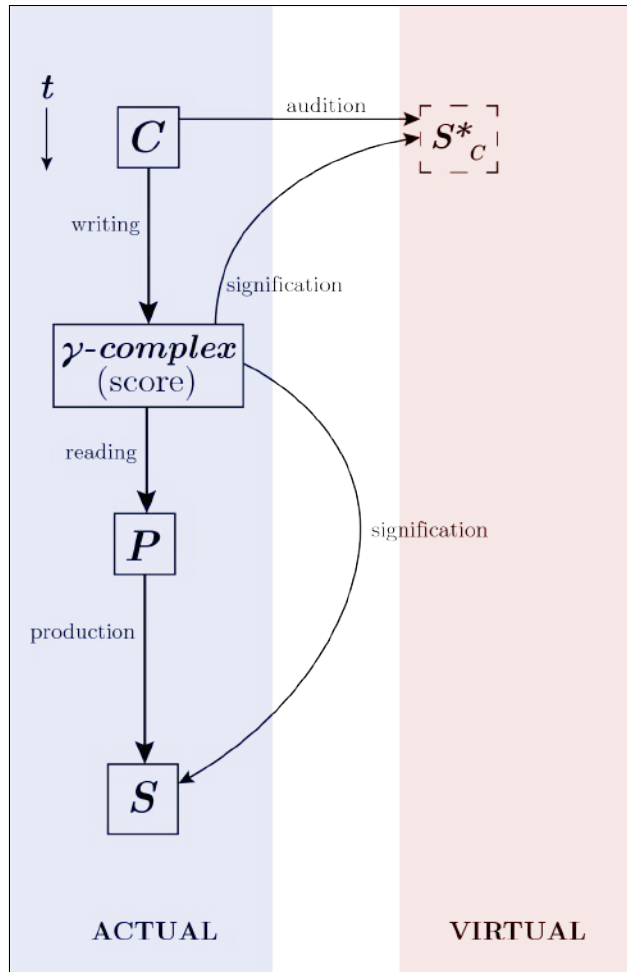 t
audition
C
S*C
writing
signification
γ-complex
(score)
reading
signification
P
production
S
ACTUAL
VIRTUAL